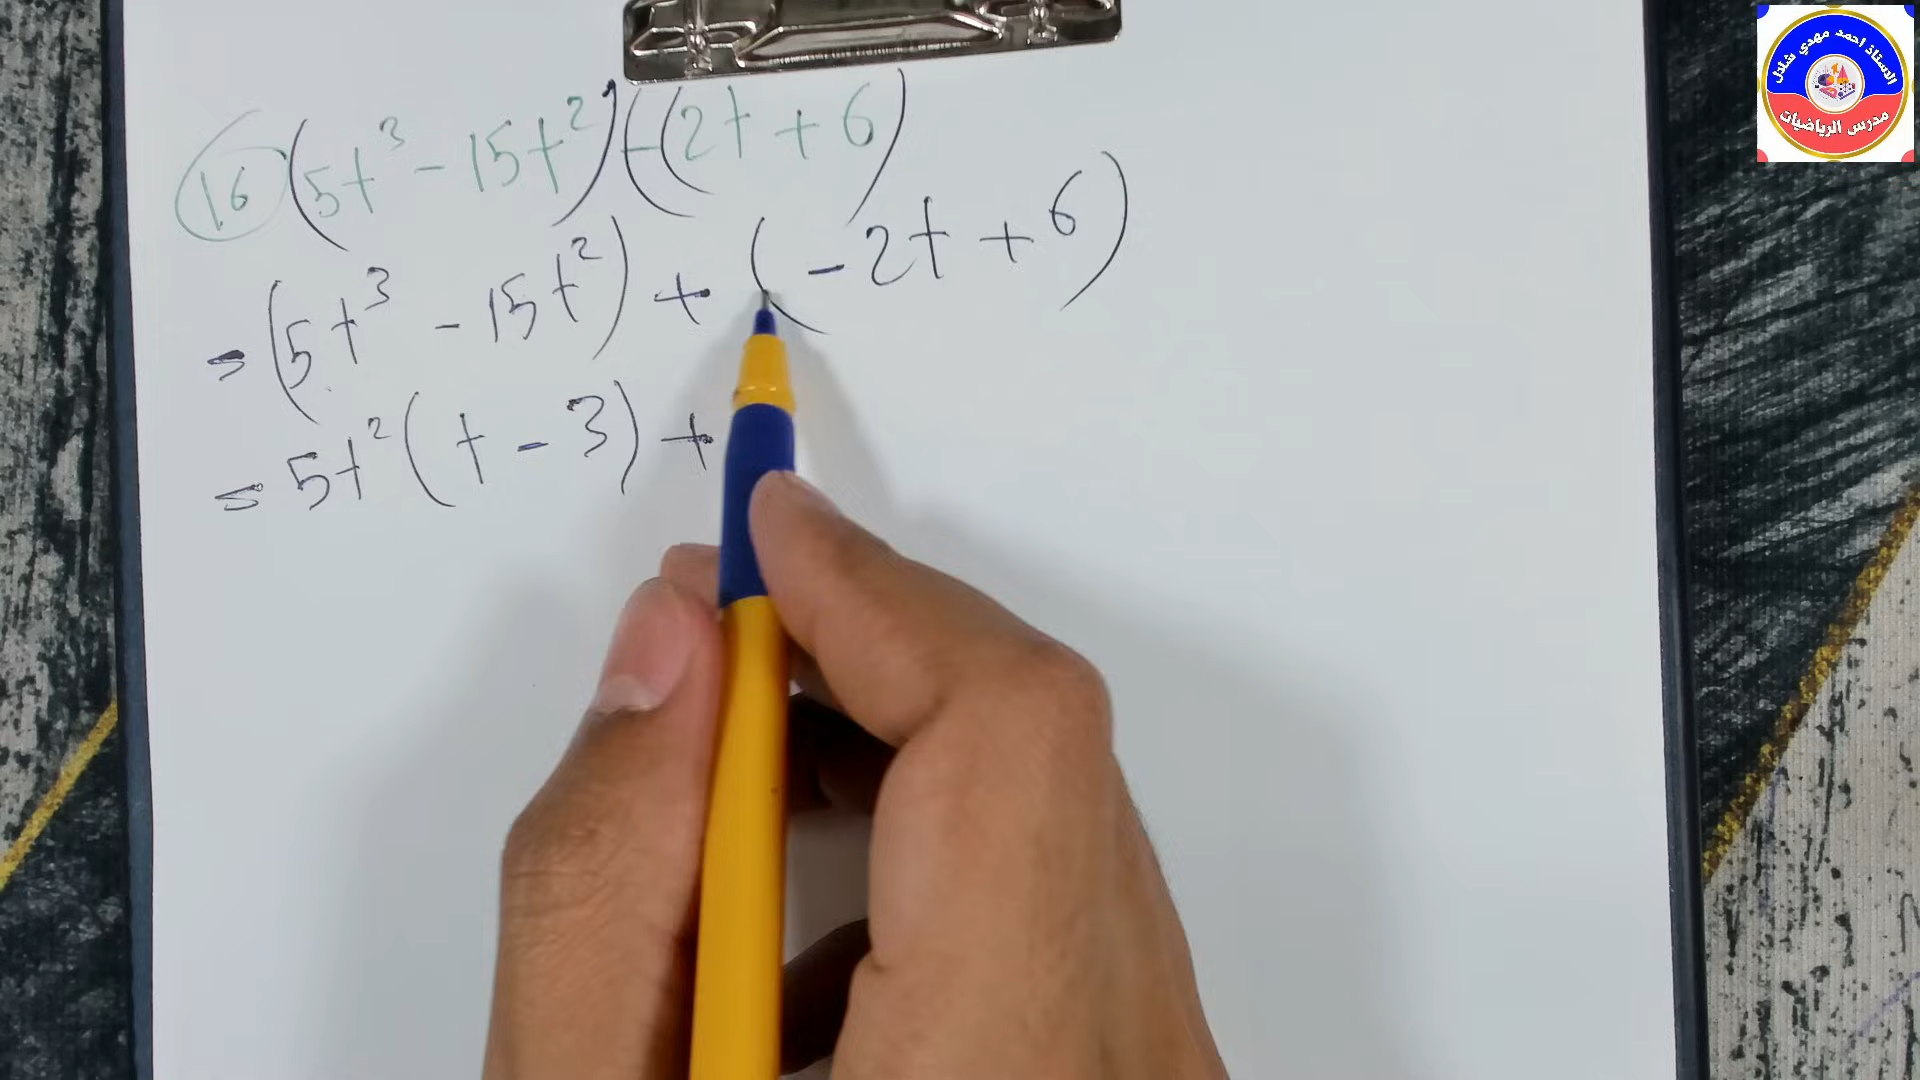 الاستاذ احمد مهدي شلال
مدرس الرياضيات
16 (5t³ - 15t²)(-(2t + 6)
= (5t³ - 15t²) + (-2t + 6)
= 5t²(t - 3) +